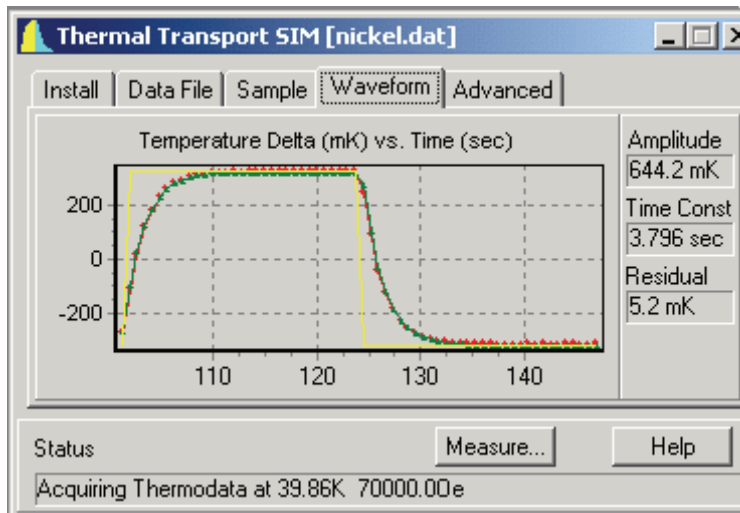 Thermal Transport SIM [nickel.dat]
Install Data File Sample Waveform Advanced
Temperature Delta (mK) vs. Time (sec)
200
0
-200
110 120 130 140
Amplitude
644.2 mK
Time Const
3.796 sec
Residual
5.2 mK
Status
Measure...
Help
Acquiring Thermodata at 39.86K 70000.0Oe